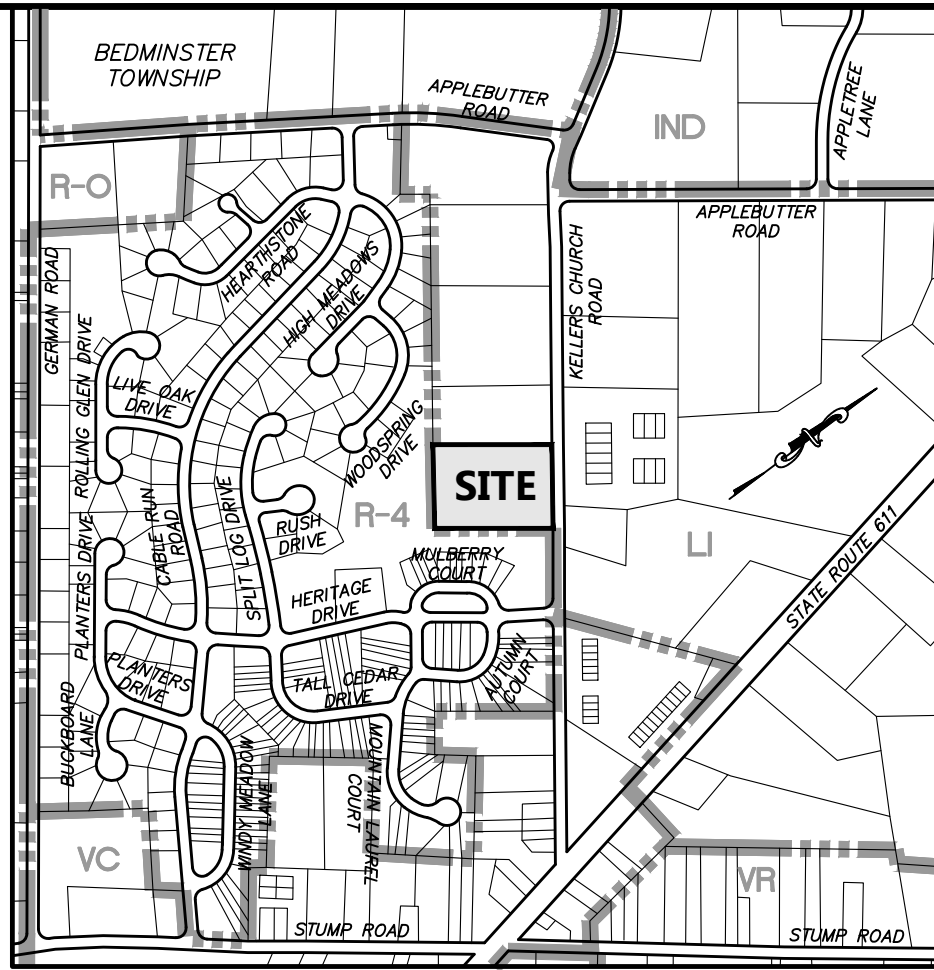 BEDMINSTER
TOWNSHIP
APPLEBUTTER
ROAD
IND
APPLETREE
LANE
R-O
APPLEBUTTER
ROAD
GERMAN ROAD
HEARTHSTONE
ROAD
HIGH MEADOWS
DRIVE
KELLERS CHURCH
ROAD
ROLLING GLEN DRIVE
LIVE OAK
DRIVE
WOODSPRING
DRIVE
SITE
CABLE RUN
ROAD
SPLIT LOG DRIVE
RUSH
DRIVE
R-4
LI
STATE ROUTE 611
PLANTERS DRIVE
MULBERRY
COURT
HERITAGE
DRIVE
PLANTERS
DRIVE
TALL CEDAR
DRIVE
AUTUMN
COURT
BUCKBOARD
LANE
WINDY MEADOW
LANE
MOUNTAIN LAUREL
COURT
VC
VR
STUMP ROAD
STUMP ROAD